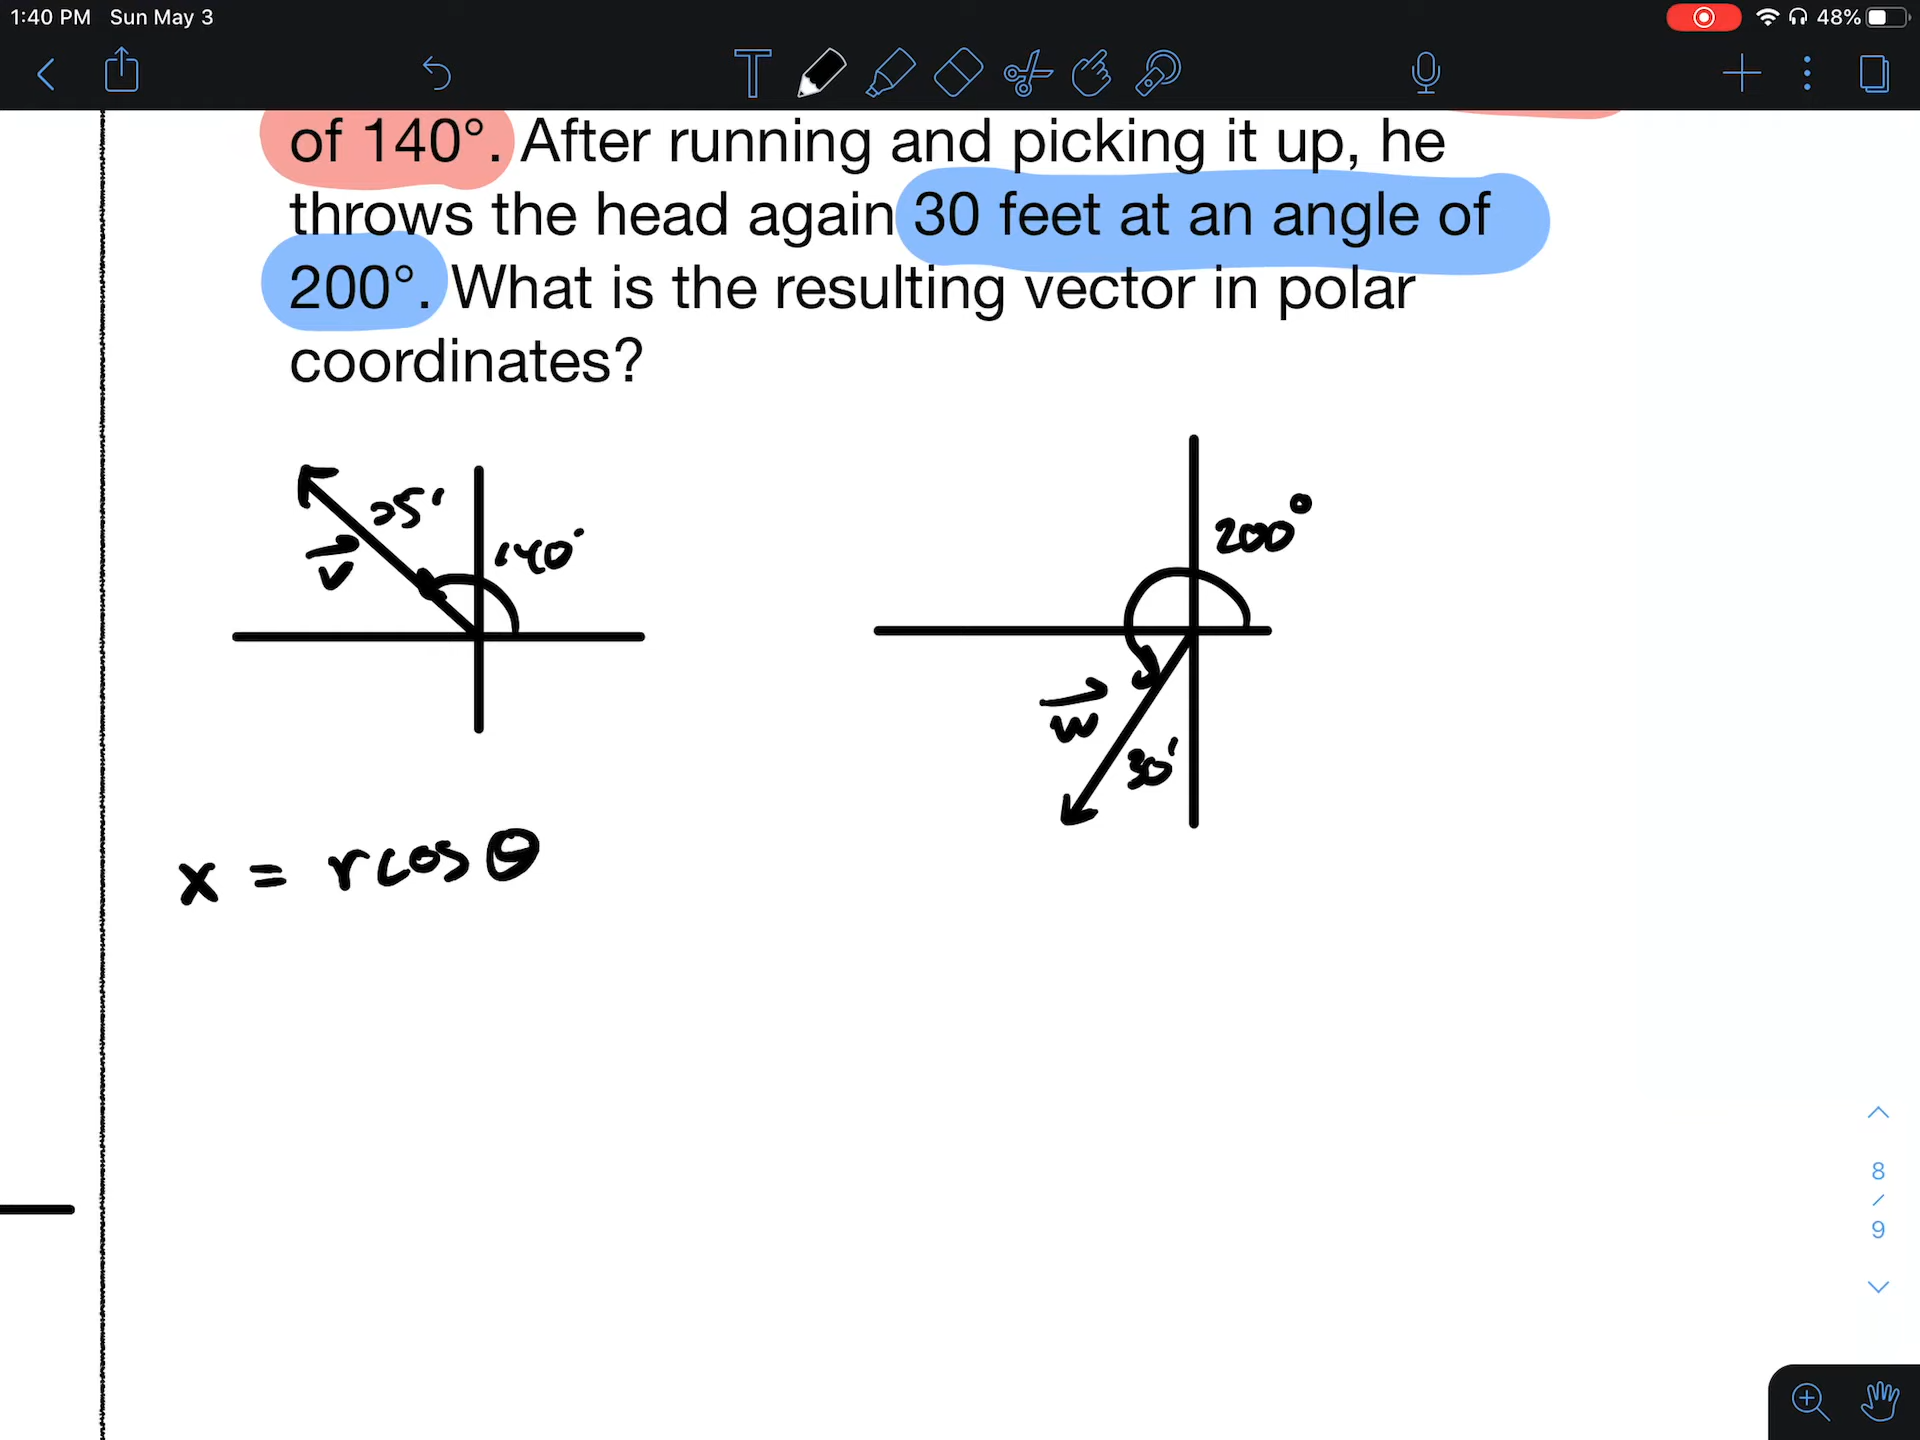 1:40 PM Sun May 3
48%
of 140°. After running and picking it up, he
throws the head again 30 feet at an angle of
200°. What is the resulting vector in polar
coordinates?
25'
140°
v
200°
w
30'
x = rcosθ
8
/
9